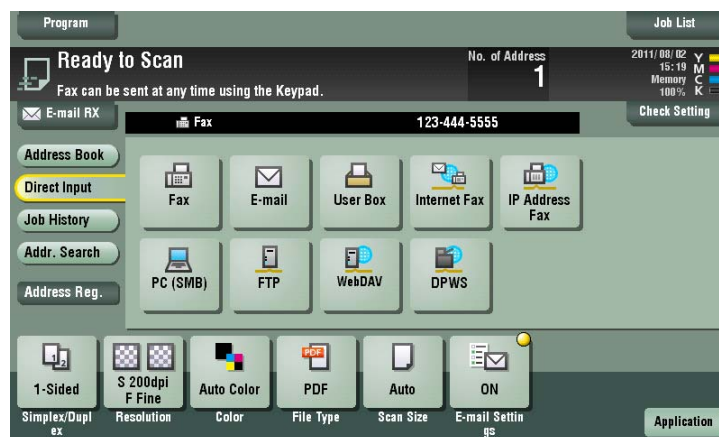 Program
Job List
Ready to Scan
No. of Address
1
2011/08/02
15:19
Memory
100%
Y
M
C
K
Fax can be sent at any time using the Keypad.
E-mail RX
Fax
123-444-5555
Check Setting
Address Book
Direct Input
Job History
Addr. Search
Address Reg.
Fax
E-mail
User Box
Internet Fax
IP Address
Fax
PC (SMB)
FTP
WebDAV
DPWS
1 2
1-Sided
S 200dpi
F Fine
Auto Color
PDF
PDF
Auto
ON
Simplex/Dupl
ex
Resolution
Color
File Type
Scan Size
E-mail Settin
gs
Application